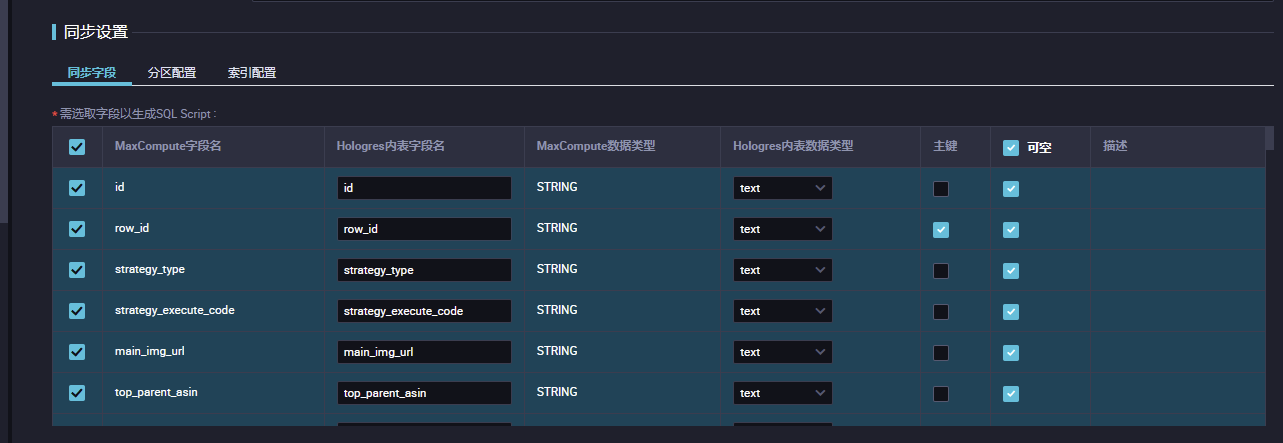 同步设置
同步字段 分区配置 索引配置
* 需选取字段以生成SQL Script :
MaxCompute字段名 Hologres内表字段名 MaxCompute数据类型 Hologres内表数据类型 主键 可空 描述
id id STRING text
row_id row_id STRING text
strategy_type strategy_type STRING text
strategy_execute_code strategy_execute_code STRING text
main_img_url main_img_url STRING text
top_parent_asin top_parent_asin STRING text